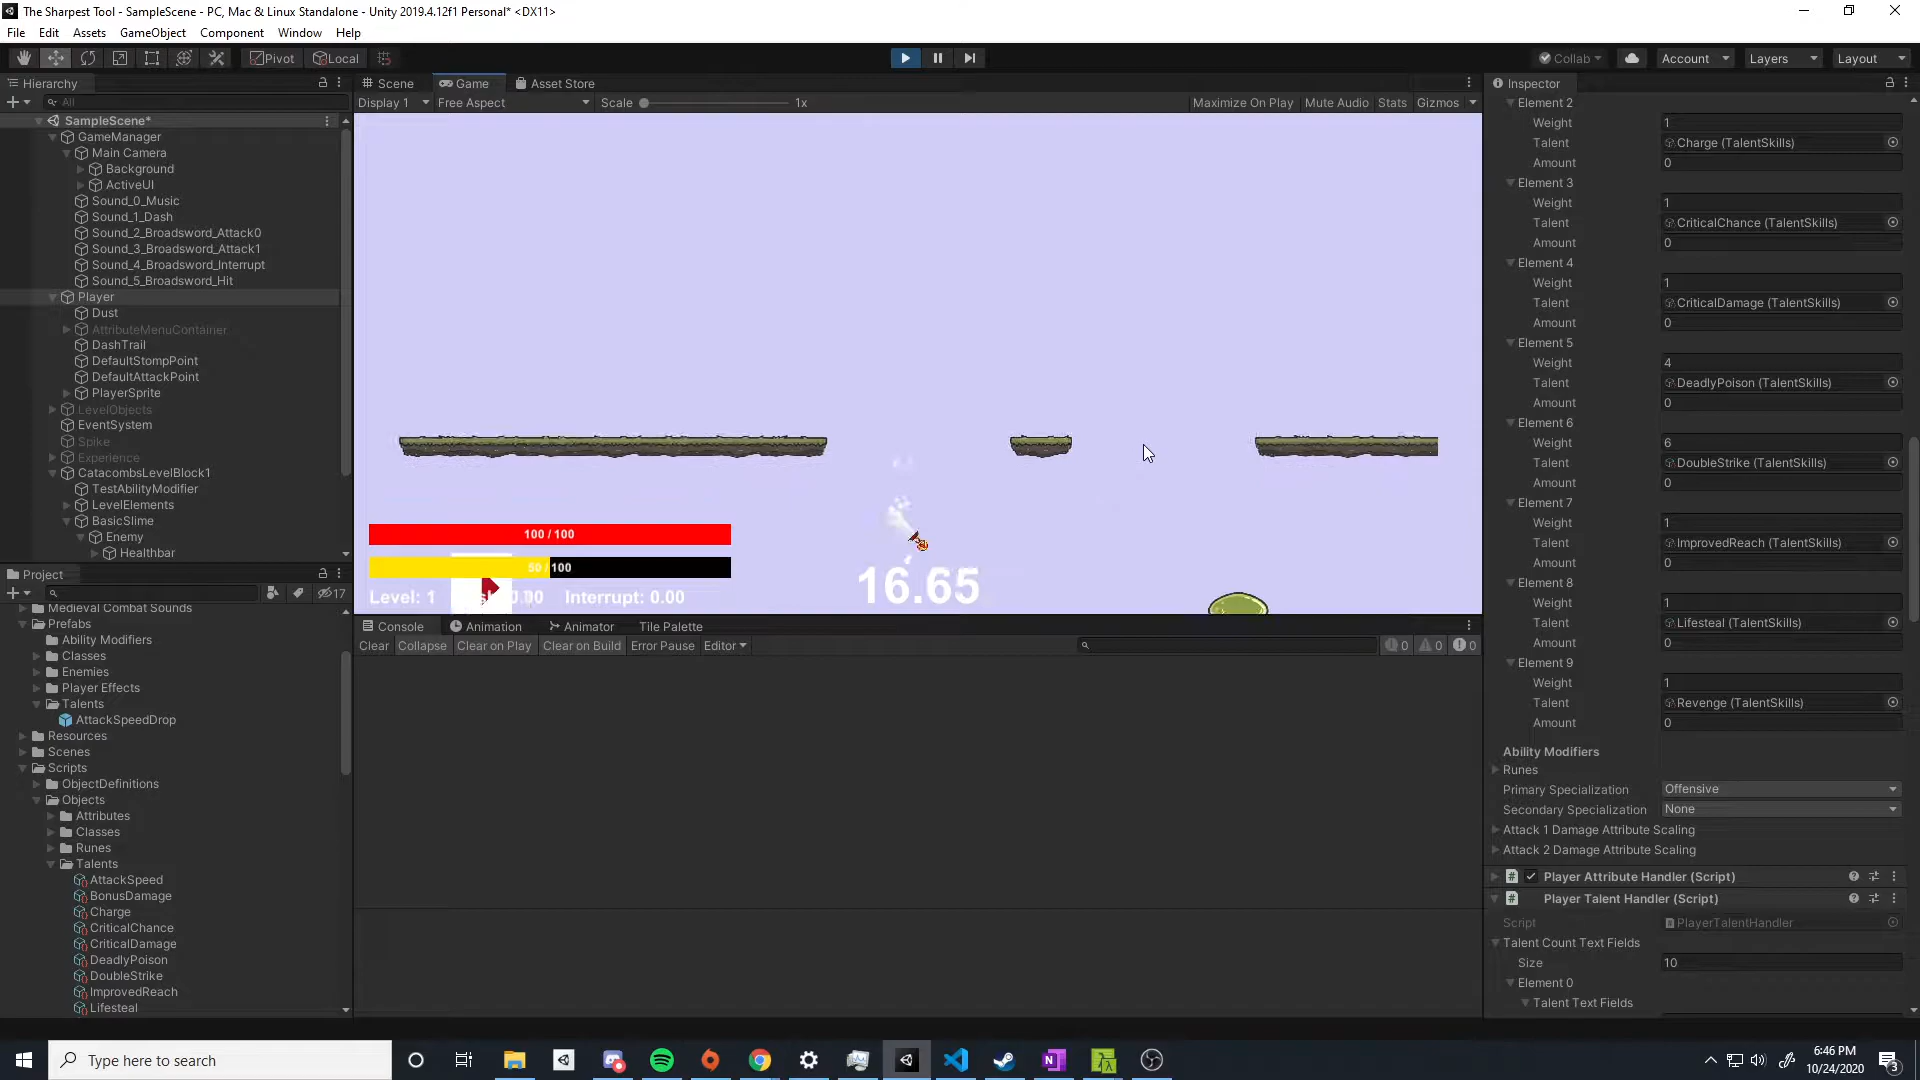 The Sharpest Tool - SampleScene - PC, Mac & Linux Standalone - Unity 2019.4.12f1 Personal* <DX11>
File Edit Assets GameObject Component Window Help
Pivot Local Collab Account Layers Layout
Hierarchy
All
SampleScene*
GameManager
Main Camera
Background
ActiveUI
Sound_0_Music
Sound_1_Dash
Sound_2_Broadsword_Attack0
Sound_3_Broadsword_Attack1
Sound_4_Broadsword_Interrupt
Sound_5_Broadsword_Hit
Player
Dust
AttributeMenuContainer
DashTrail
DefaultStompPoint
DefaultAttackPoint
PlayerSprite
LevelObjects
EventSystem
Spike
Experience
CatacombsLevelBlock1
TestAbilityModifier
LevelElements
BasicSlime
Enemy
Healthbar
Project
17
Medieval Combat Sounds
Prefabs
Ability Modifiers
Classes
Enemies
Player Effects
Talents
AttackSpeedDrop
Resources
Scenes
Scripts
ObjectDefinitions
Objects
Attributes
Classes
Runes
Talents
AttackSpeed
BonusDamage
Charge
CriticalChance
CriticalDamage
DeadlyPoison
DoubleStrike
ImprovedReach
Lifesteal
Scene Game Asset Store
Display 1 Free Aspect Scale 1x Maximize On Play Mute Audio Stats Gizmos
100 / 100
50 / 100
Level: 1 0.00 Interrupt: 0.00
16.65
Console Animation Animator Tile Palette
Clear Collapse Clear on Play Clear on Build Error Pause Editor 0 0 0
Inspector
Element 2
Weight 1
Talent Charge (TalentSkills)
Amount 0
Element 3
Weight 1
Talent CriticalChance (TalentSkills)
Amount 0
Element 4
Weight 1
Talent CriticalDamage (TalentSkills)
Amount 0
Element 5
Weight 4
Talent DeadlyPoison (TalentSkills)
Amount 0
Element 6
Weight 6
Talent DoubleStrike (TalentSkills)
Amount 0
Element 7
Weight 1
Talent ImprovedReach (TalentSkills)
Amount 0
Element 8
Weight 1
Talent Lifesteal (TalentSkills)
Amount 0
Element 9
Weight 1
Talent Revenge (TalentSkills)
Amount 0
Ability Modifiers
Runes
Primary Specialization Offensive
Secondary Specialization None
Attack 1 Damage Attribute Scaling
Attack 2 Damage Attribute Scaling
# Player Attribute Handler (Script)
# Player Talent Handler (Script)
Script PlayerTalentHandler
Talent Count Text Fields
Size 10
Element 0
Talent Text Fields
Type here to search
6:46 PM
10/24/2020
3